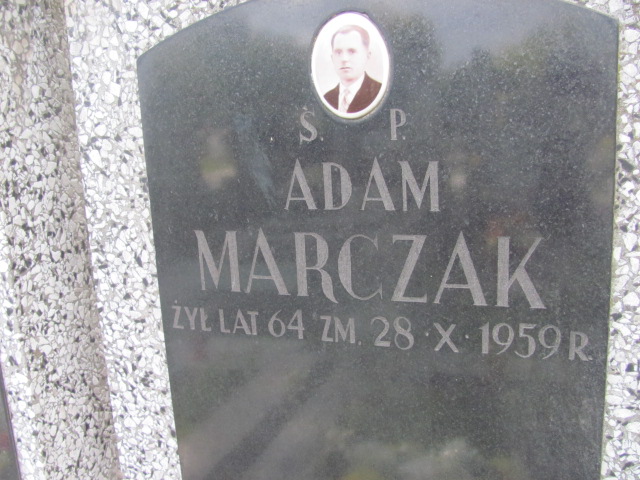 Ś. P.
ADAM
MARCZAK
ŻYŁ LAT 64 ZM. 28·X·1959 R.